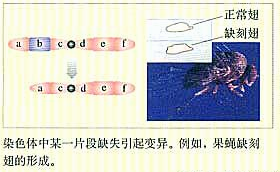 正常翅
缺刻翅
a b c d e f
a c d e f
染色体中某一片段缺失引起变异。例如，果蝇缺刻
翅的形成。